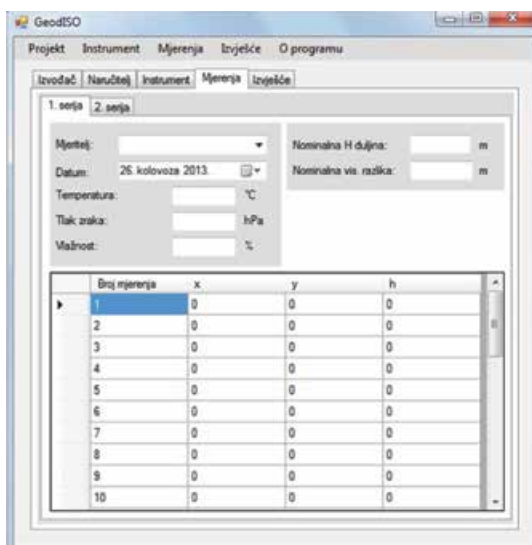 GeodISO
Projekt Instrument Mjerenja Izvješće O programu
Izvođač Naručitelj Instrument Mjerenja Izvješće
1. serija 2. serija
Mjeritelj:
Datum: 26. kolovoza 2013.
Temperatura: °C
Tlak zraka: hPa
Vlažnost: %
Nominalna H duljina: m
Nominalna vis. razlika: m
Broj mjerenja x y h
1 0 0 0
2 0 0 0
3 0 0 0
4 0 0 0
5 0 0 0
6 0 0 0
7 0 0 0
8 0 0 0
9 0 0 0
10 0 0 0